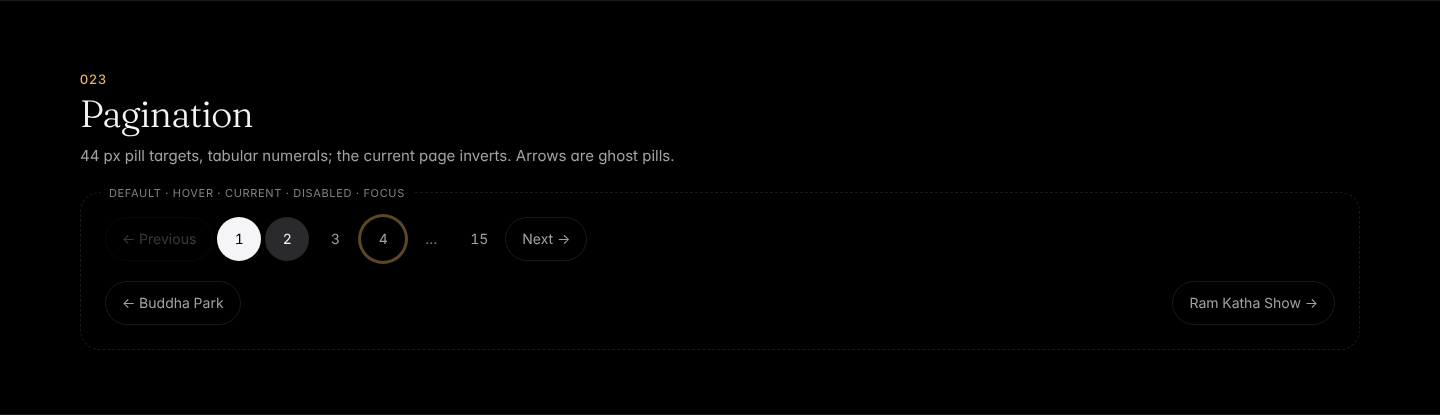 023
Pagination
44 px pill targets, tabular numerals; the current page inverts. Arrows are ghost pills.
DEFAULT · HOVER · CURRENT · DISABLED · FOCUS
← Previous 1 2 3 4 … 15 Next →
← Buddha Park Ram Katha Show →